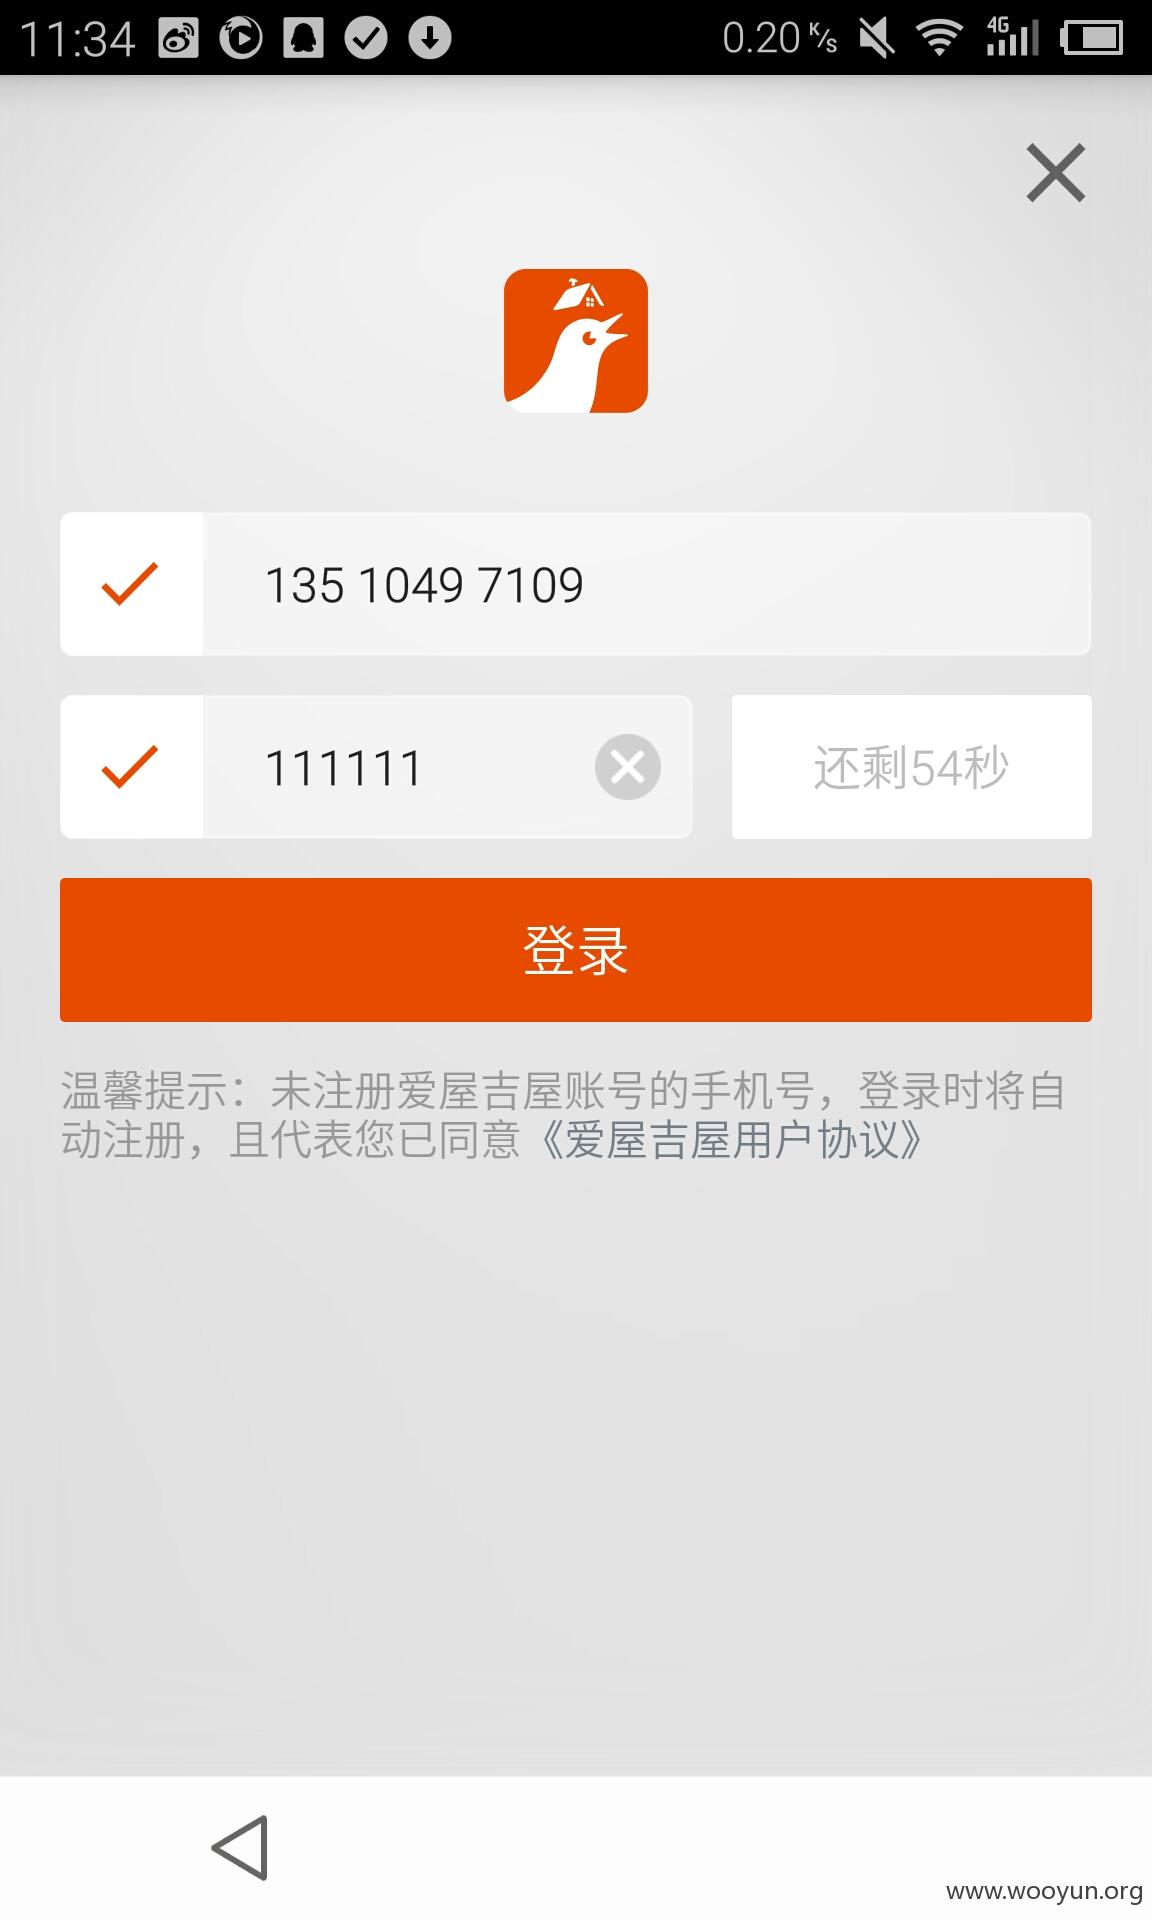 11:34 0.20 K/s 4G
135 1049 7109
111111 还剩54秒
登录
温馨提示：未注册爱屋吉屋账号的手机号，登录时将自
动注册，且代表您已同意《爱屋吉屋用户协议》
www.wooyun.org